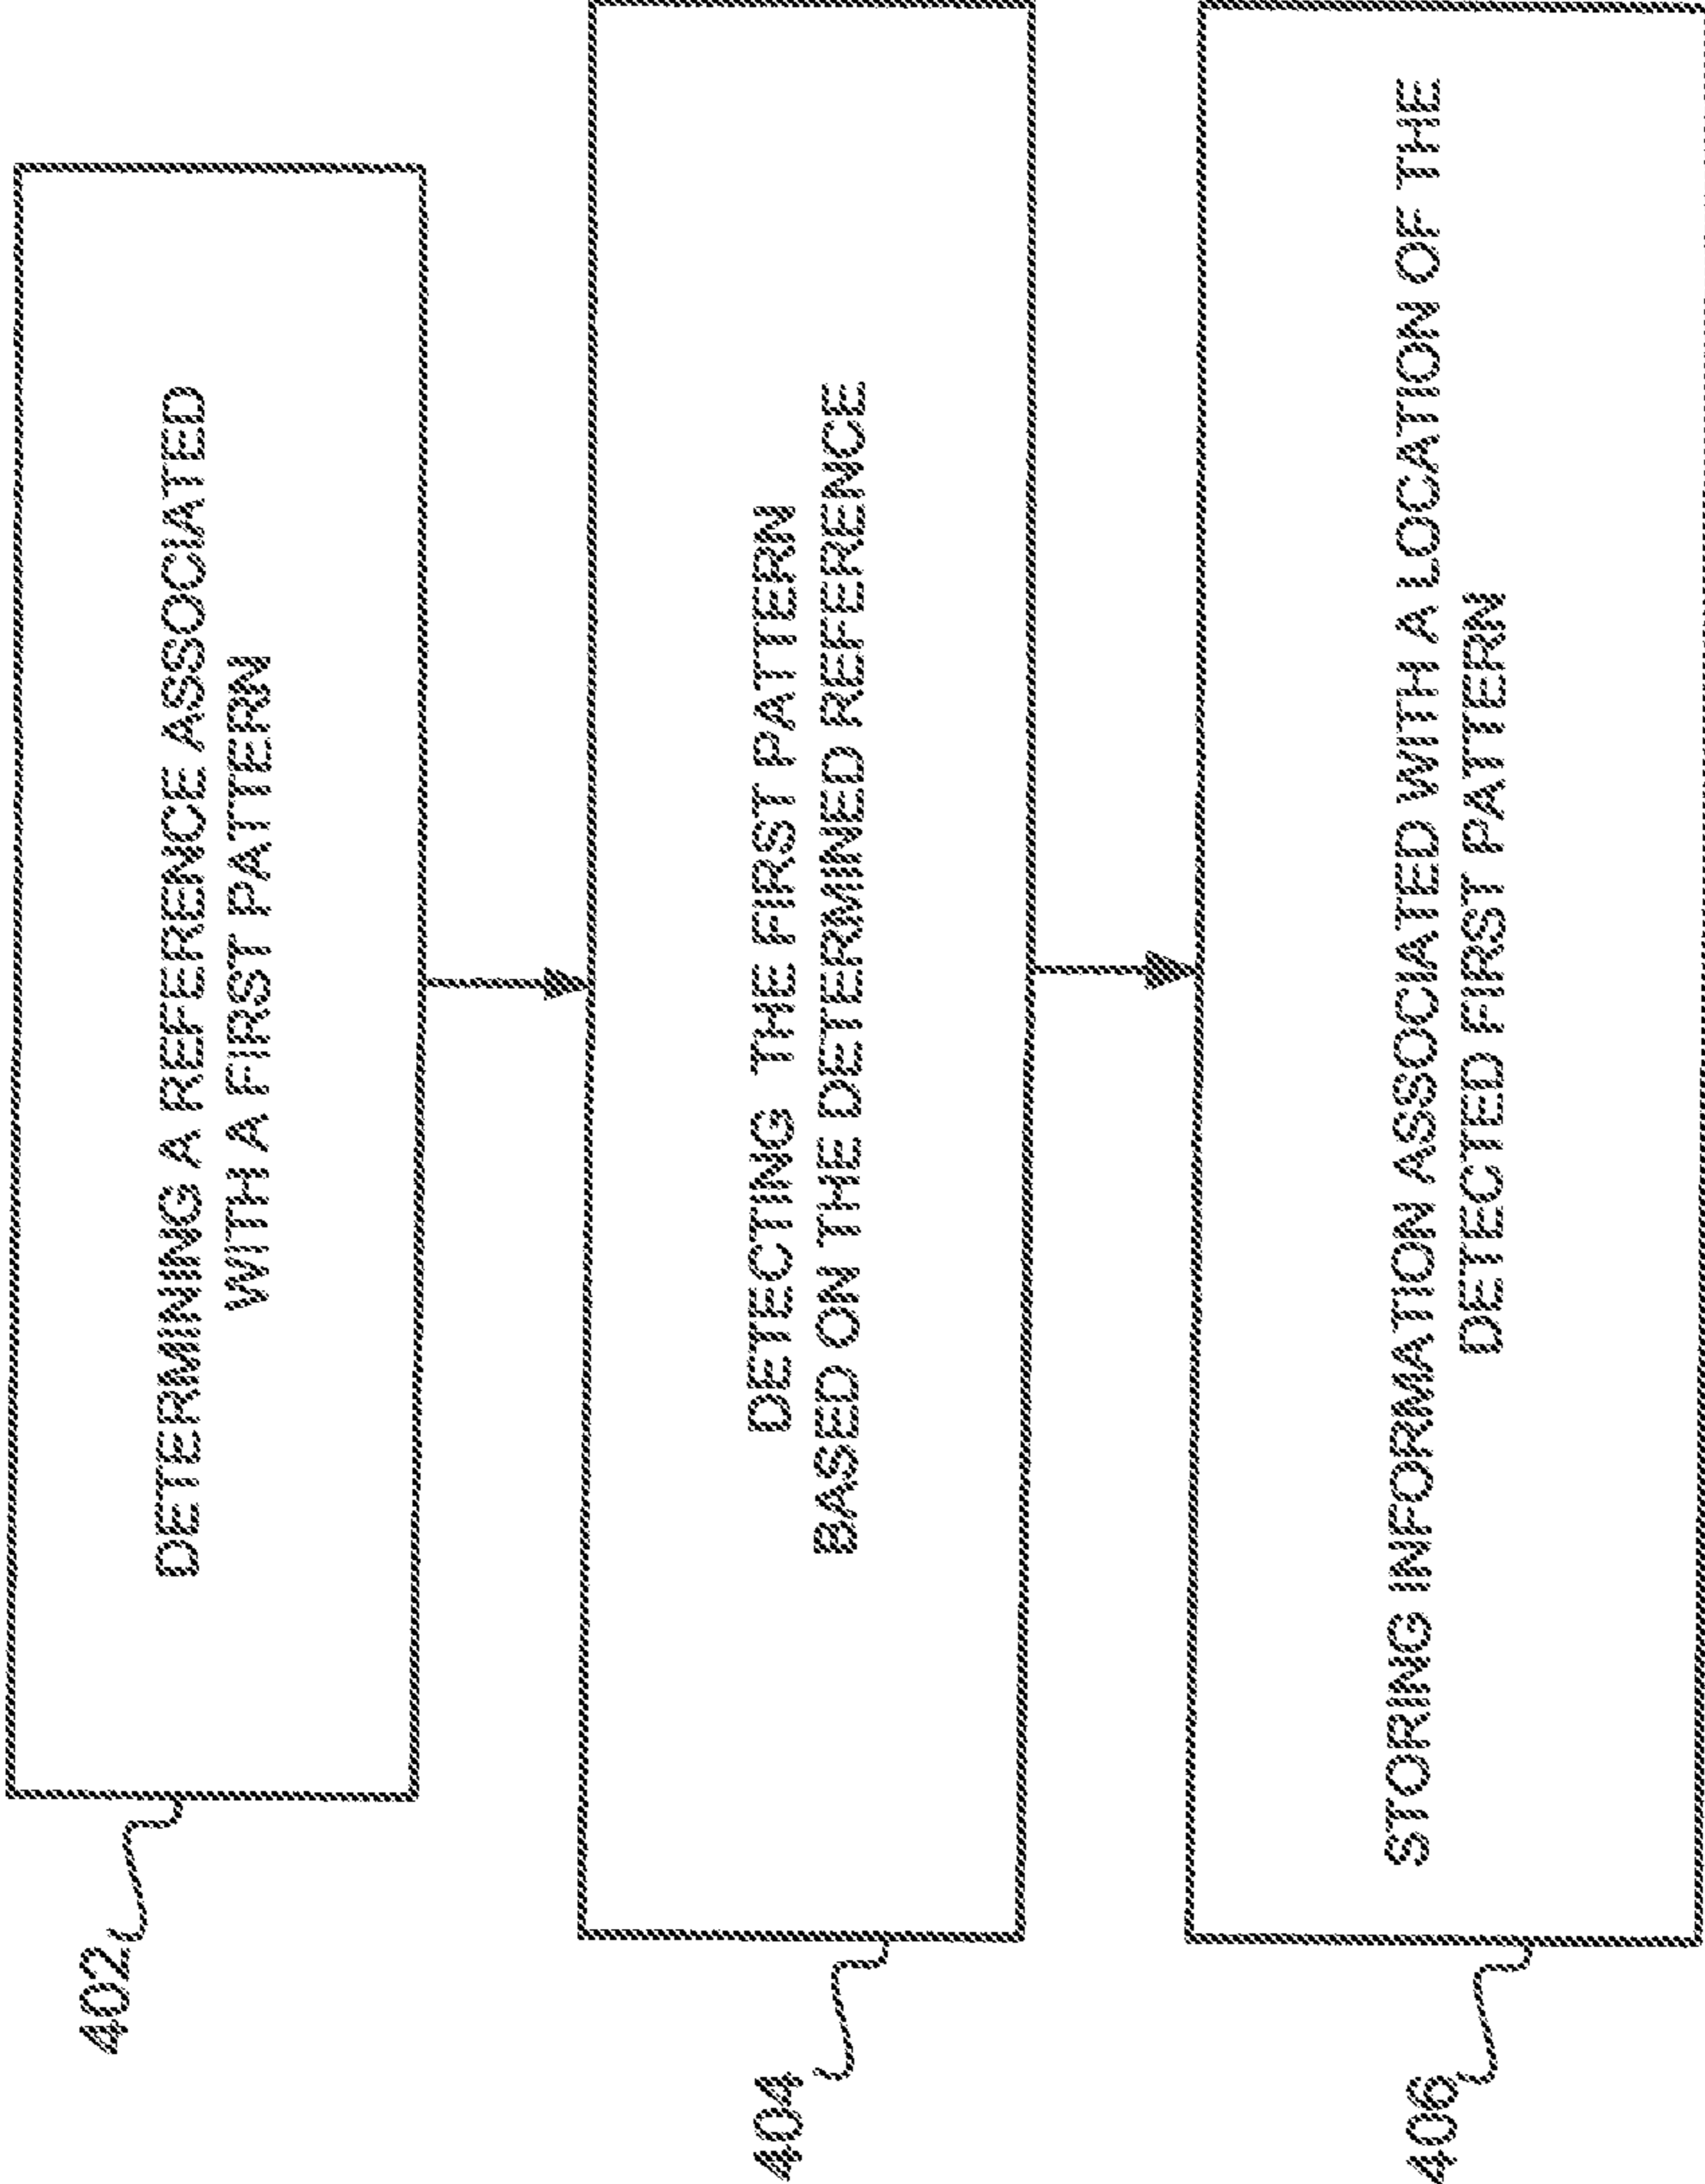 402
DETERMINING A REFERENCE ASSOCIATED
WITH A FIRST PATTERN
404
DETECTING THE FIRST PATTERN
BASED ON THE DETERMINED REFERENCE
406
STORING INFORMATION ASSOCIATED WITH A LOCATION OF THE
DETECTED FIRST PATTERN